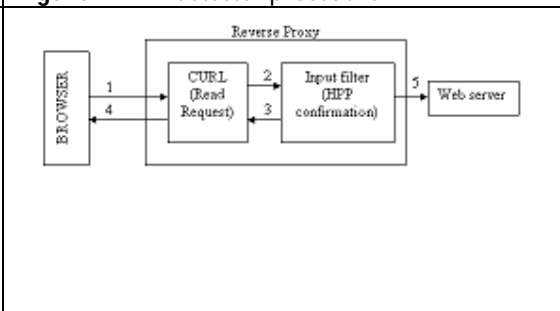 Reverse Proxy
BROWSER
1
4
CURL
(Read
Request)
2
3
Input filter
(HPP
confirmation)
5
Web server